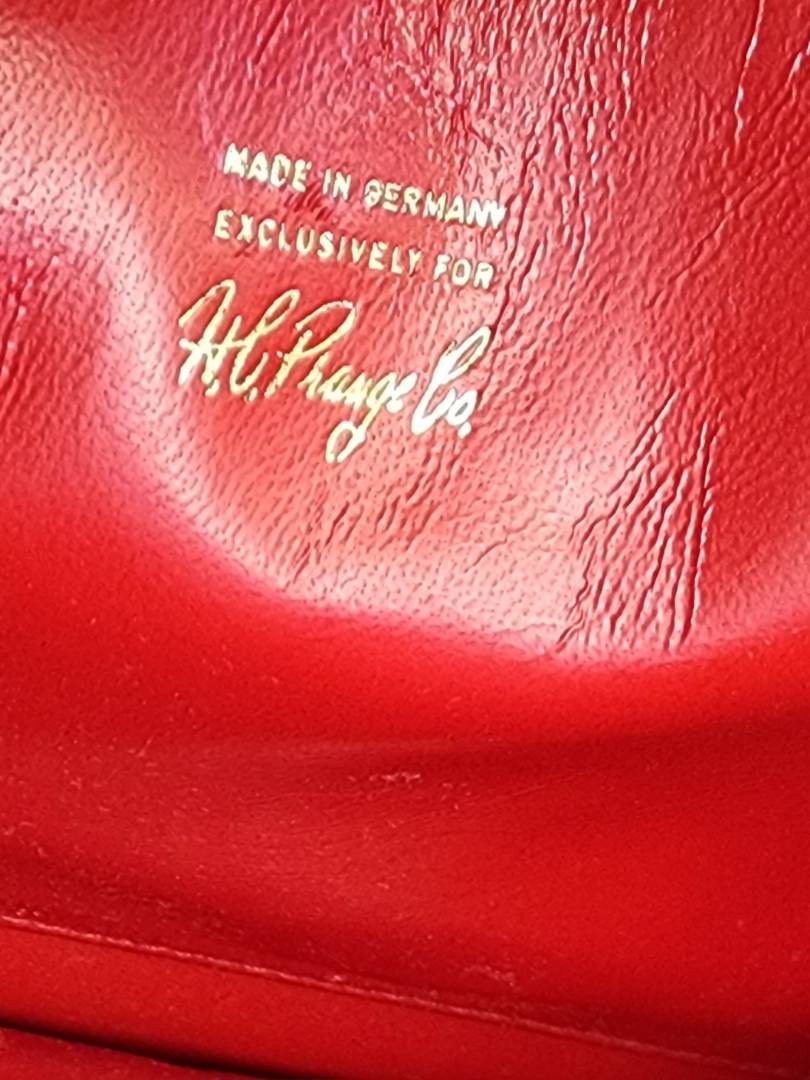 MADE IN GERMANY
EXCLUSIVELY FOR
H.C. Prange Co.